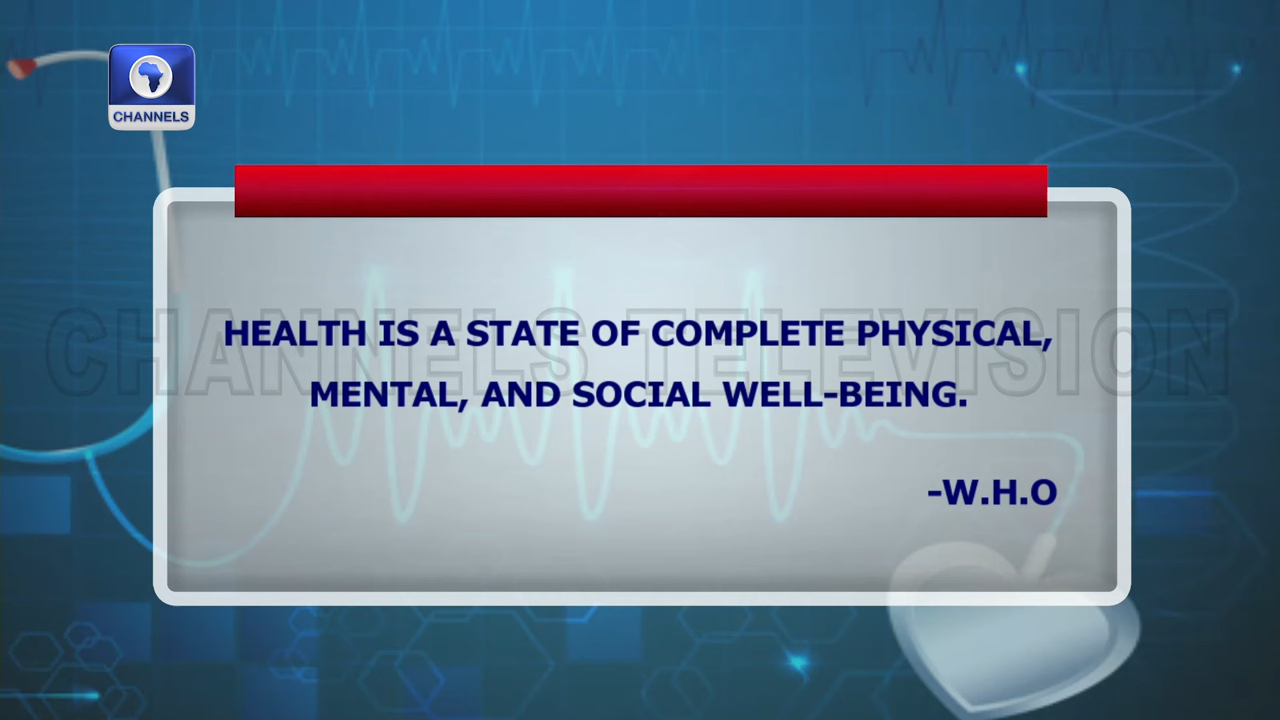 CHANNELS
HEALTH IS A STATE OF COMPLETE PHYSICAL,
CHANNELS TELEVISION
MENTAL, AND SOCIAL WELL-BEING.
-W.H.O